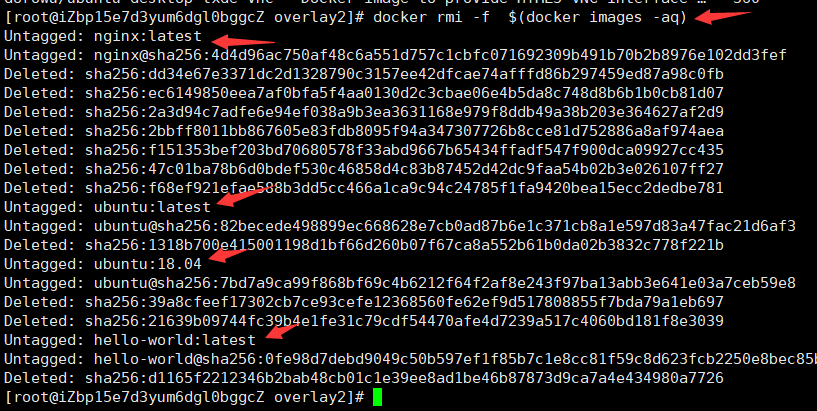 [root@iZbp15e7d3yum6dgl0bggcZ overlay2]# docker rmi -f  $(docker images -aq)
Untagged: nginx:latest
Untagged: nginx@sha256:4d4d96ac750af48c6a551d757c1cbfc071692309b491b70b2b8976e102dd3fef
Deleted: sha256:dd34e67e3371dc2d1328790c3157ee42dfcae74afffd86b297459ed87a98c0fb
Deleted: sha256:ec6149850eea7af0bfa5f4aa0130d2c3cbae06e4b5da8c748d8b6b1b0cb81d07
Deleted: sha256:2a3d94c7adfe6e94ef038a9b3ea3631168e979f8ddb49a38b203e364627af2d9
Deleted: sha256:2bbff8011bb867605e83fdb8095f94a347307726b8cce81d752886a8af974aea
Deleted: sha256:f151353bef203bd70680578f33abd9667b65434ffadf547f900dca09927cc435
Deleted: sha256:47c01ba78b6d0bdef530c46858d4c83b87452d42dc9faa54b02b3e026107ff27
Deleted: sha256:f68ef921efae588b3dd5cc466a1ca9c94c24785f1fa9420bea15ecc2dedbe781
Untagged: ubuntu:latest
Untagged: ubuntu@sha256:82becede498899ec668628e7cb0ad87b6e1c371cb8a1e597d83a47fac21d6af3
Deleted: sha256:1318b700e415001198d1bf66d260b07f67ca8a552b61b0da02b3832c778f221b
Untagged: ubuntu:18.04
Untagged: ubuntu@sha256:7bd7a9ca99f868bf69c4b6212f64f2af8e243f97ba13abb3e641e03a7ceb59e8
Deleted: sha256:39a8cfeef17302cb7ce93cefe12368560fe62ef9d517808855f7bda79a1eb697
Deleted: sha256:21639b09744fc39b4e1fe31c79cdf54470afe4d7239a517c4060bd181f8e3039
Untagged: hello-world:latest
Untagged: hello-world@sha256:0fe98d7debd9049c50b597ef1f85b7c1e8cc81f59c8d623fcb2250e8bec85b
Deleted: sha256:d1165f2212346b2bab48cb01c1e39ee8ad1be46b87873d9ca7a4e434980a7726
[root@iZbp15e7d3yum6dgl0bggcZ overlay2]#